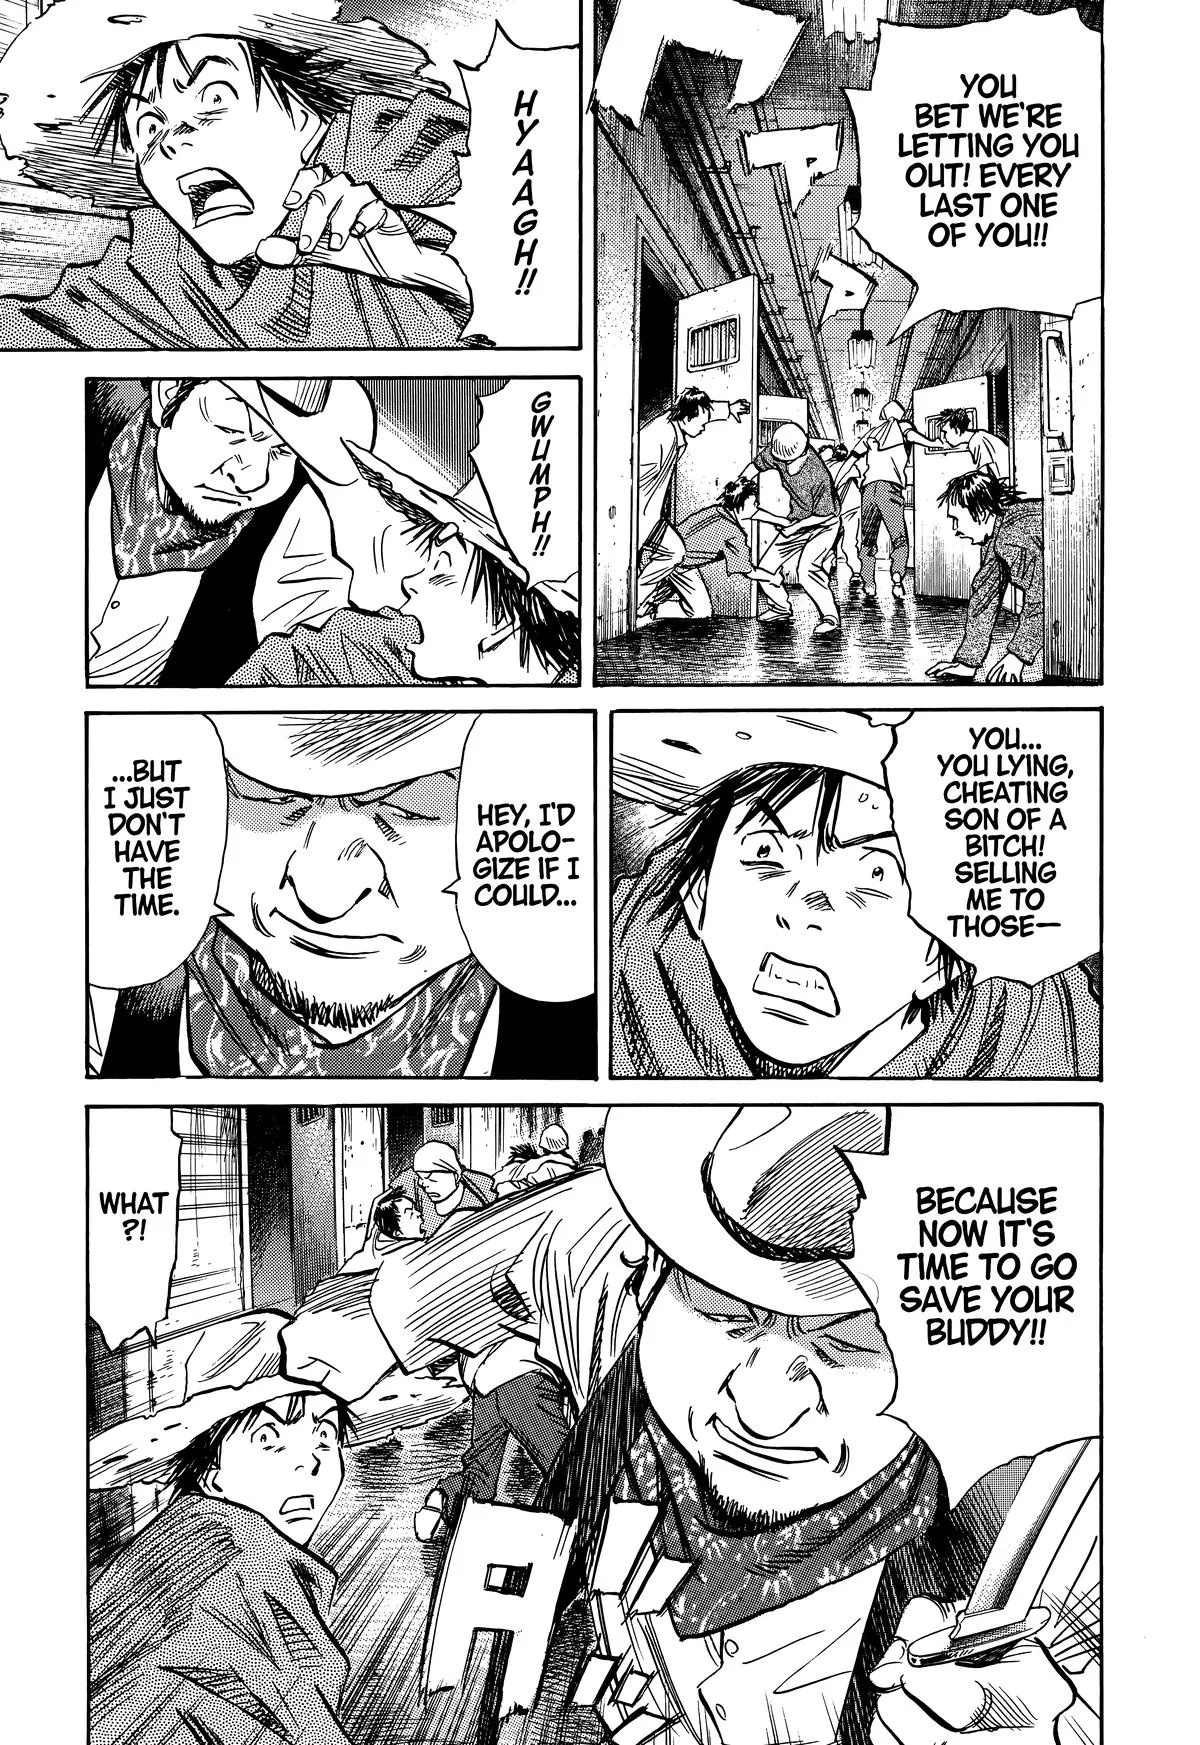 YOU
BET WE'RE
LETTING YOU
OUT! EVERY
LAST ONE
OF YOU!!
HYAAGH!!
GWUMPH!!
YOU...
YOU LYING,
CHEATING
SON OF A
BITCH!
SELLING
ME TO
THOSE—
HEY, I'D
APOLO-
GIZE IF I
COULD...
...BUT
I JUST
DON'T
HAVE
THE
TIME.
BECAUSE
NOW IT'S
TIME TO GO
SAVE YOUR
BUDDY!!
WHAT
?!